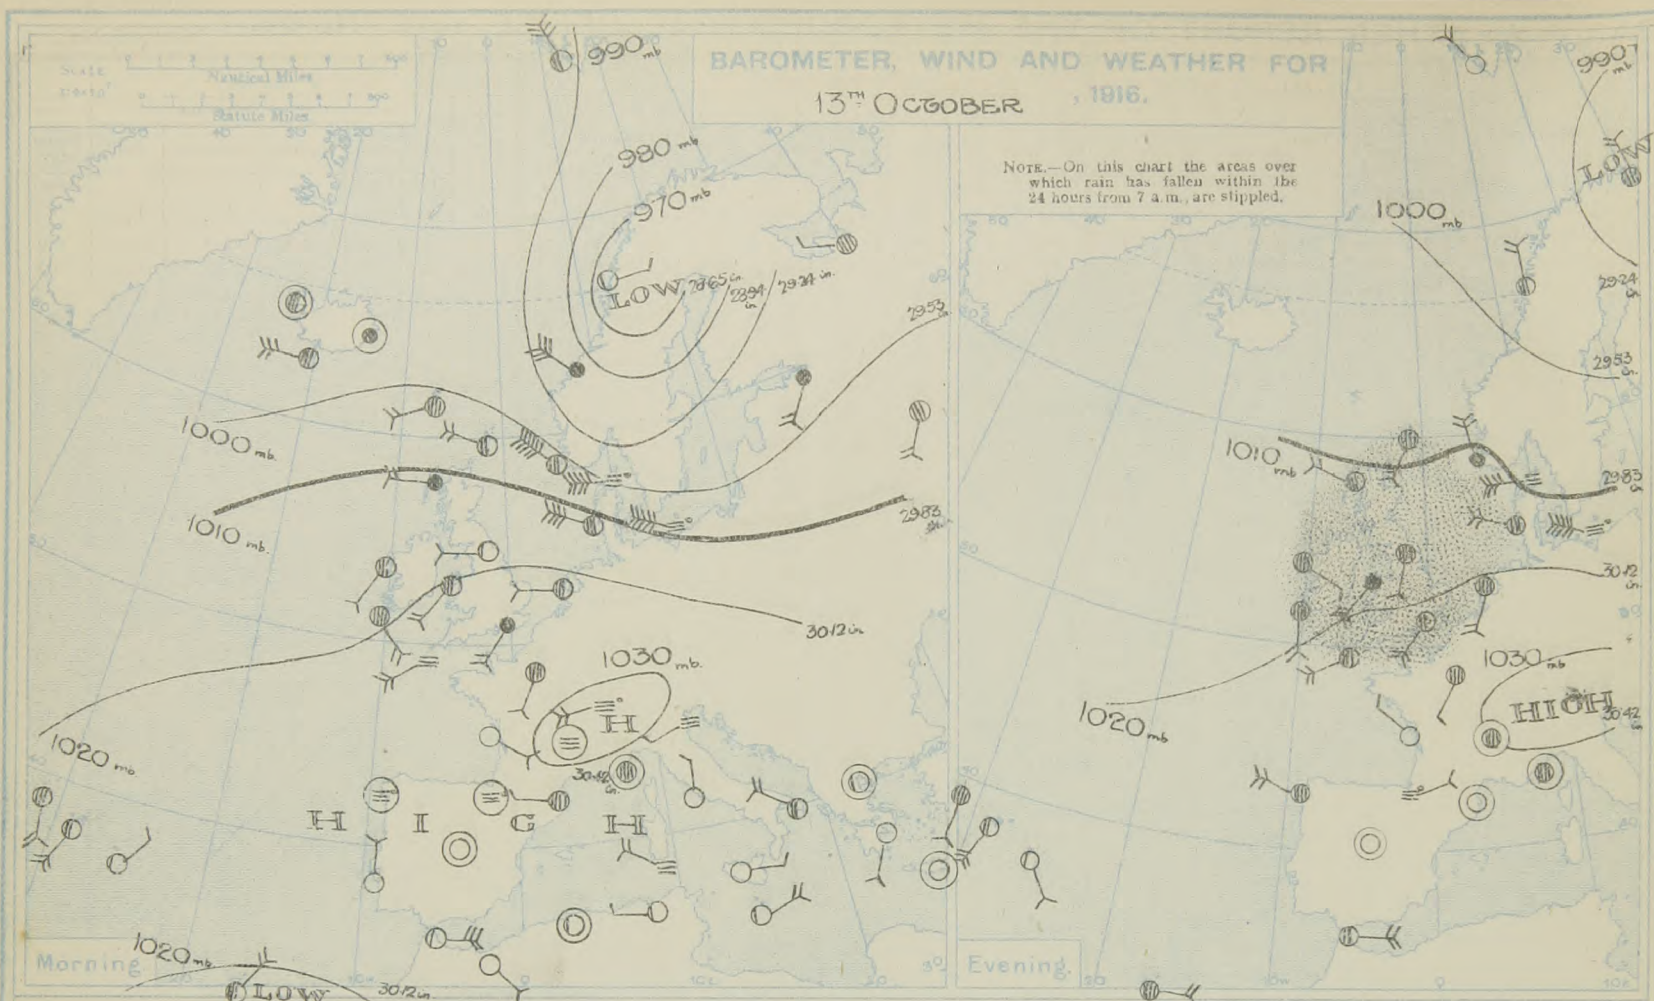 Scale
Nautical Miles
Statute Miles
BAROMETER, WIND AND WEATHER FOR
13TH OCTOBER , 1916.
NOTE.—On this chart the areas over
which rain has fallen within the
24 hours from 7 a.m., are stippled.
990 mb
980 mb
970 mb
LOW
28·65 in.
28·94 in.
29·24 in.
29·53 in.
1000 mb.
1010 mb.
29·83 in.
30·12 in.
1030 mb.
H
30·42 in.
1020 mb.
H I G H
1020 mb.
LOW
30·12 in.
Morning
990 mb
LOW
1000 mb
29·24 in.
29·53 in.
1010 mb
29·83 in.
30·12 in.
1030 mb.
HIGH
30·42 in.
1020 mb
Evening.